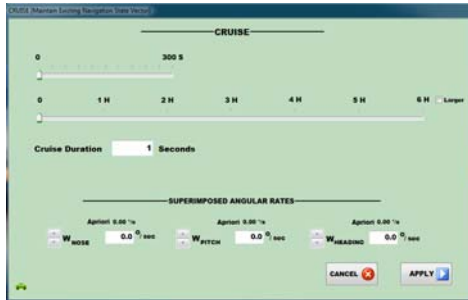 CRUISE [Maintain Existing Navigation State Vector]
CRUISE
0 300 S
0 1 H 2 H 3 H 4 H 5 H 6 H Larger
Cruise Duration 1 Seconds
SUPERIMPOSED ANGULAR RATES
Apriori 0.00 °/s Apriori 0.00 °/s Apriori 0.00 °/s
W NOSE 0.0 °/ sec W PITCH 0.0 °/ sec W HEADING 0.0 °/ sec
CANCEL APPLY